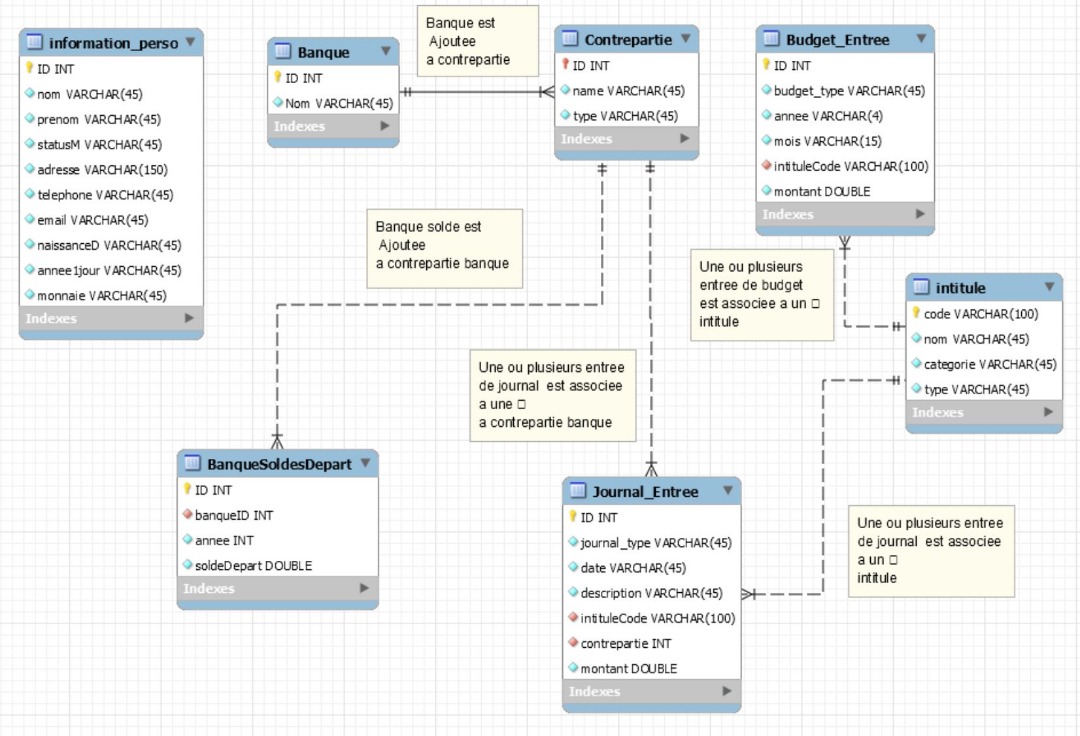 information_perso
ID INT
nom VARCHAR(45)
prenom VARCHAR(45)
statusM VARCHAR(45)
adresse VARCHAR(150)
telephone VARCHAR(45)
email VARCHAR(45)
naissanceD VARCHAR(45)
annee1jour VARCHAR(45)
monnaie VARCHAR(45)
Indexes
Banque
ID INT
Nom VARCHAR(45)
Indexes
Banque est
Ajoutee
a contrepartie
Contrepartie
ID INT
name VARCHAR(45)
type VARCHAR(45)
Indexes
Budget_Entree
ID INT
budget_type VARCHAR(45)
annee VARCHAR(4)
mois VARCHAR(15)
intituleCode VARCHAR(100)
montant DOUBLE
Indexes
Banque solde est
Ajoutee
a contrepartie banque
Une ou plusieurs
entree de budget
est associee a un □
intitule
intitule
code VARCHAR(100)
nom VARCHAR(45)
categorie VARCHAR(45)
type VARCHAR(45)
Indexes
Une ou plusieurs entree
de journal est associee
a une □
a contrepartie banque
BanqueSoldesDepart
ID INT
banqueID INT
annee INT
soldeDepart DOUBLE
Indexes
Journal_Entree
ID INT
journal_type VARCHAR(45)
date VARCHAR(45)
description VARCHAR(45)
intituleCode VARCHAR(100)
contrepartie INT
montant DOUBLE
Indexes
Une ou plusieurs entree
de journal est associee
a un □
intitule